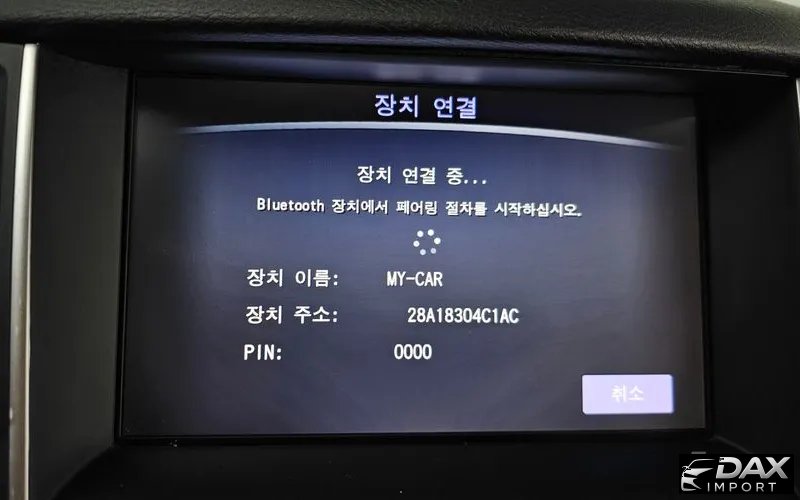 장치 연결
장치 연결 중...
Bluetooth 장치에서 페어링 절차를 시작하십시오.
장치 이름: MY-CAR
장치 주소: 28A18304C1AC
PIN: 0000
취소
DAX
IMPORT